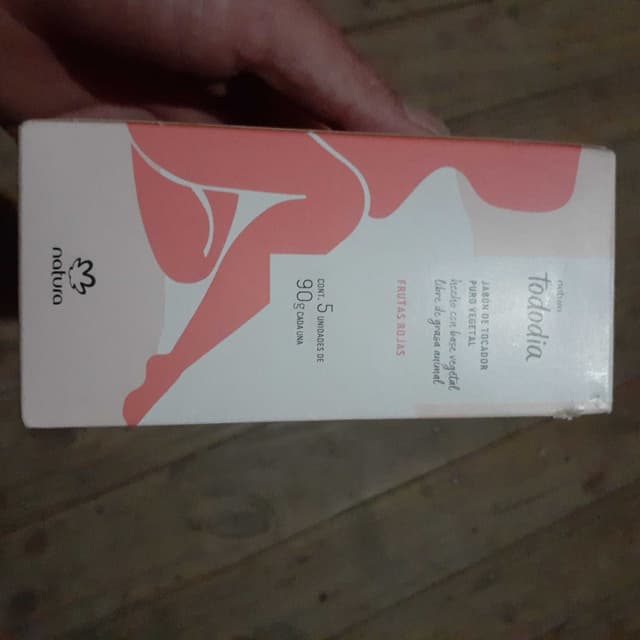 natura
Tododia
JABÓN DE TOCADOR
PURO VEGETAL
hecho con base vegetal,
libre de grasa animal
FRUTAS ROJAS
CONT. 5 UNIDADES DE
90g CADA UNA
natura